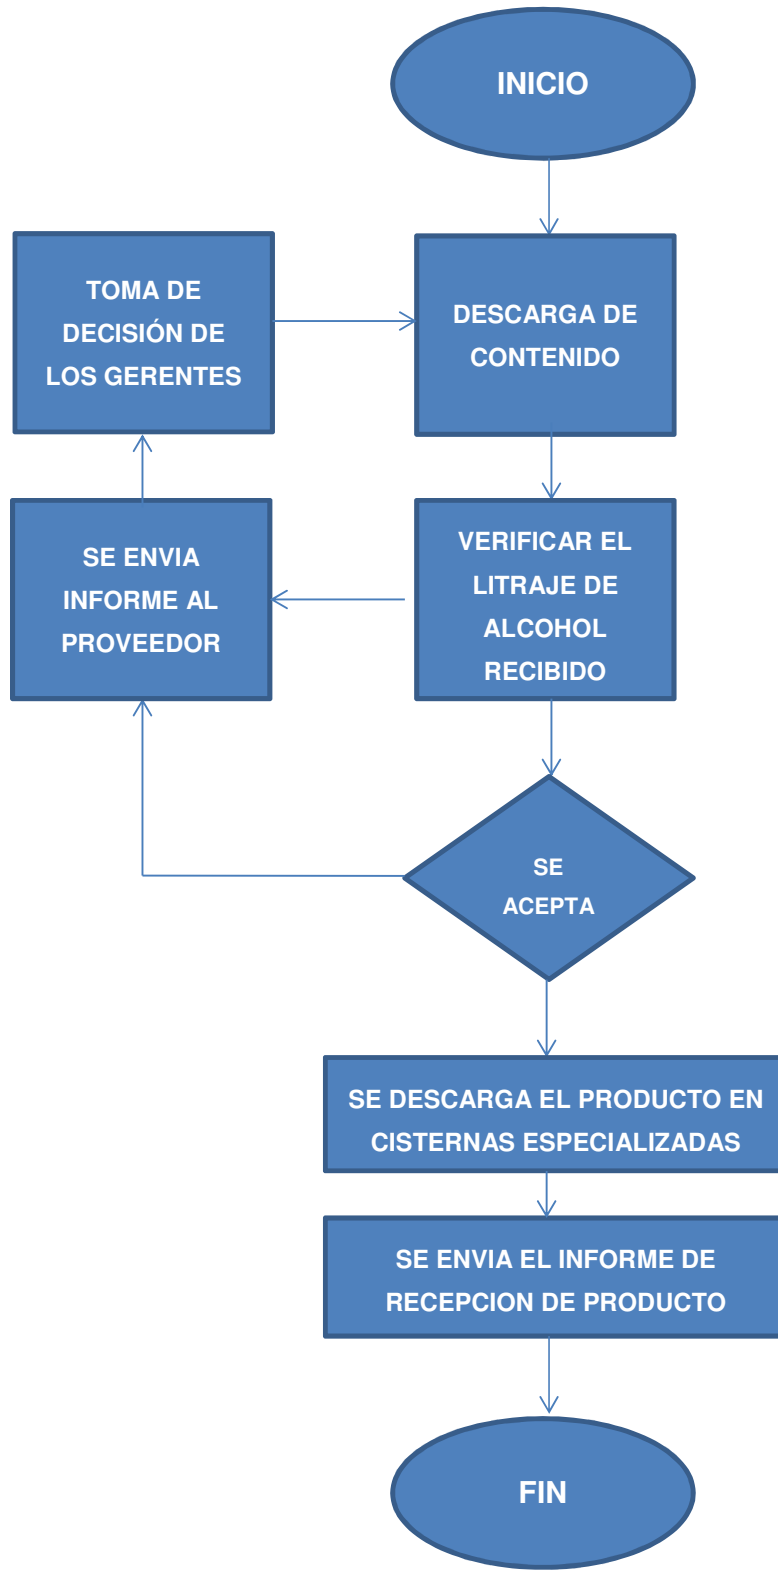 INICIO
TOMA DE
DECISIÓN DE
LOS GERENTES
DESCARGA DE
CONTENIDO
SE ENVIA
INFORME AL
PROVEEDOR
VERIFICAR EL
LITRAJE DE
ALCOHOL
RECIBIDO
SE
ACEPTA
SE DESCARGA EL PRODUCTO EN
CISTERNAS ESPECIALIZADAS
SE ENVIA EL INFORME DE
RECEPCION DE PRODUCTO
FIN